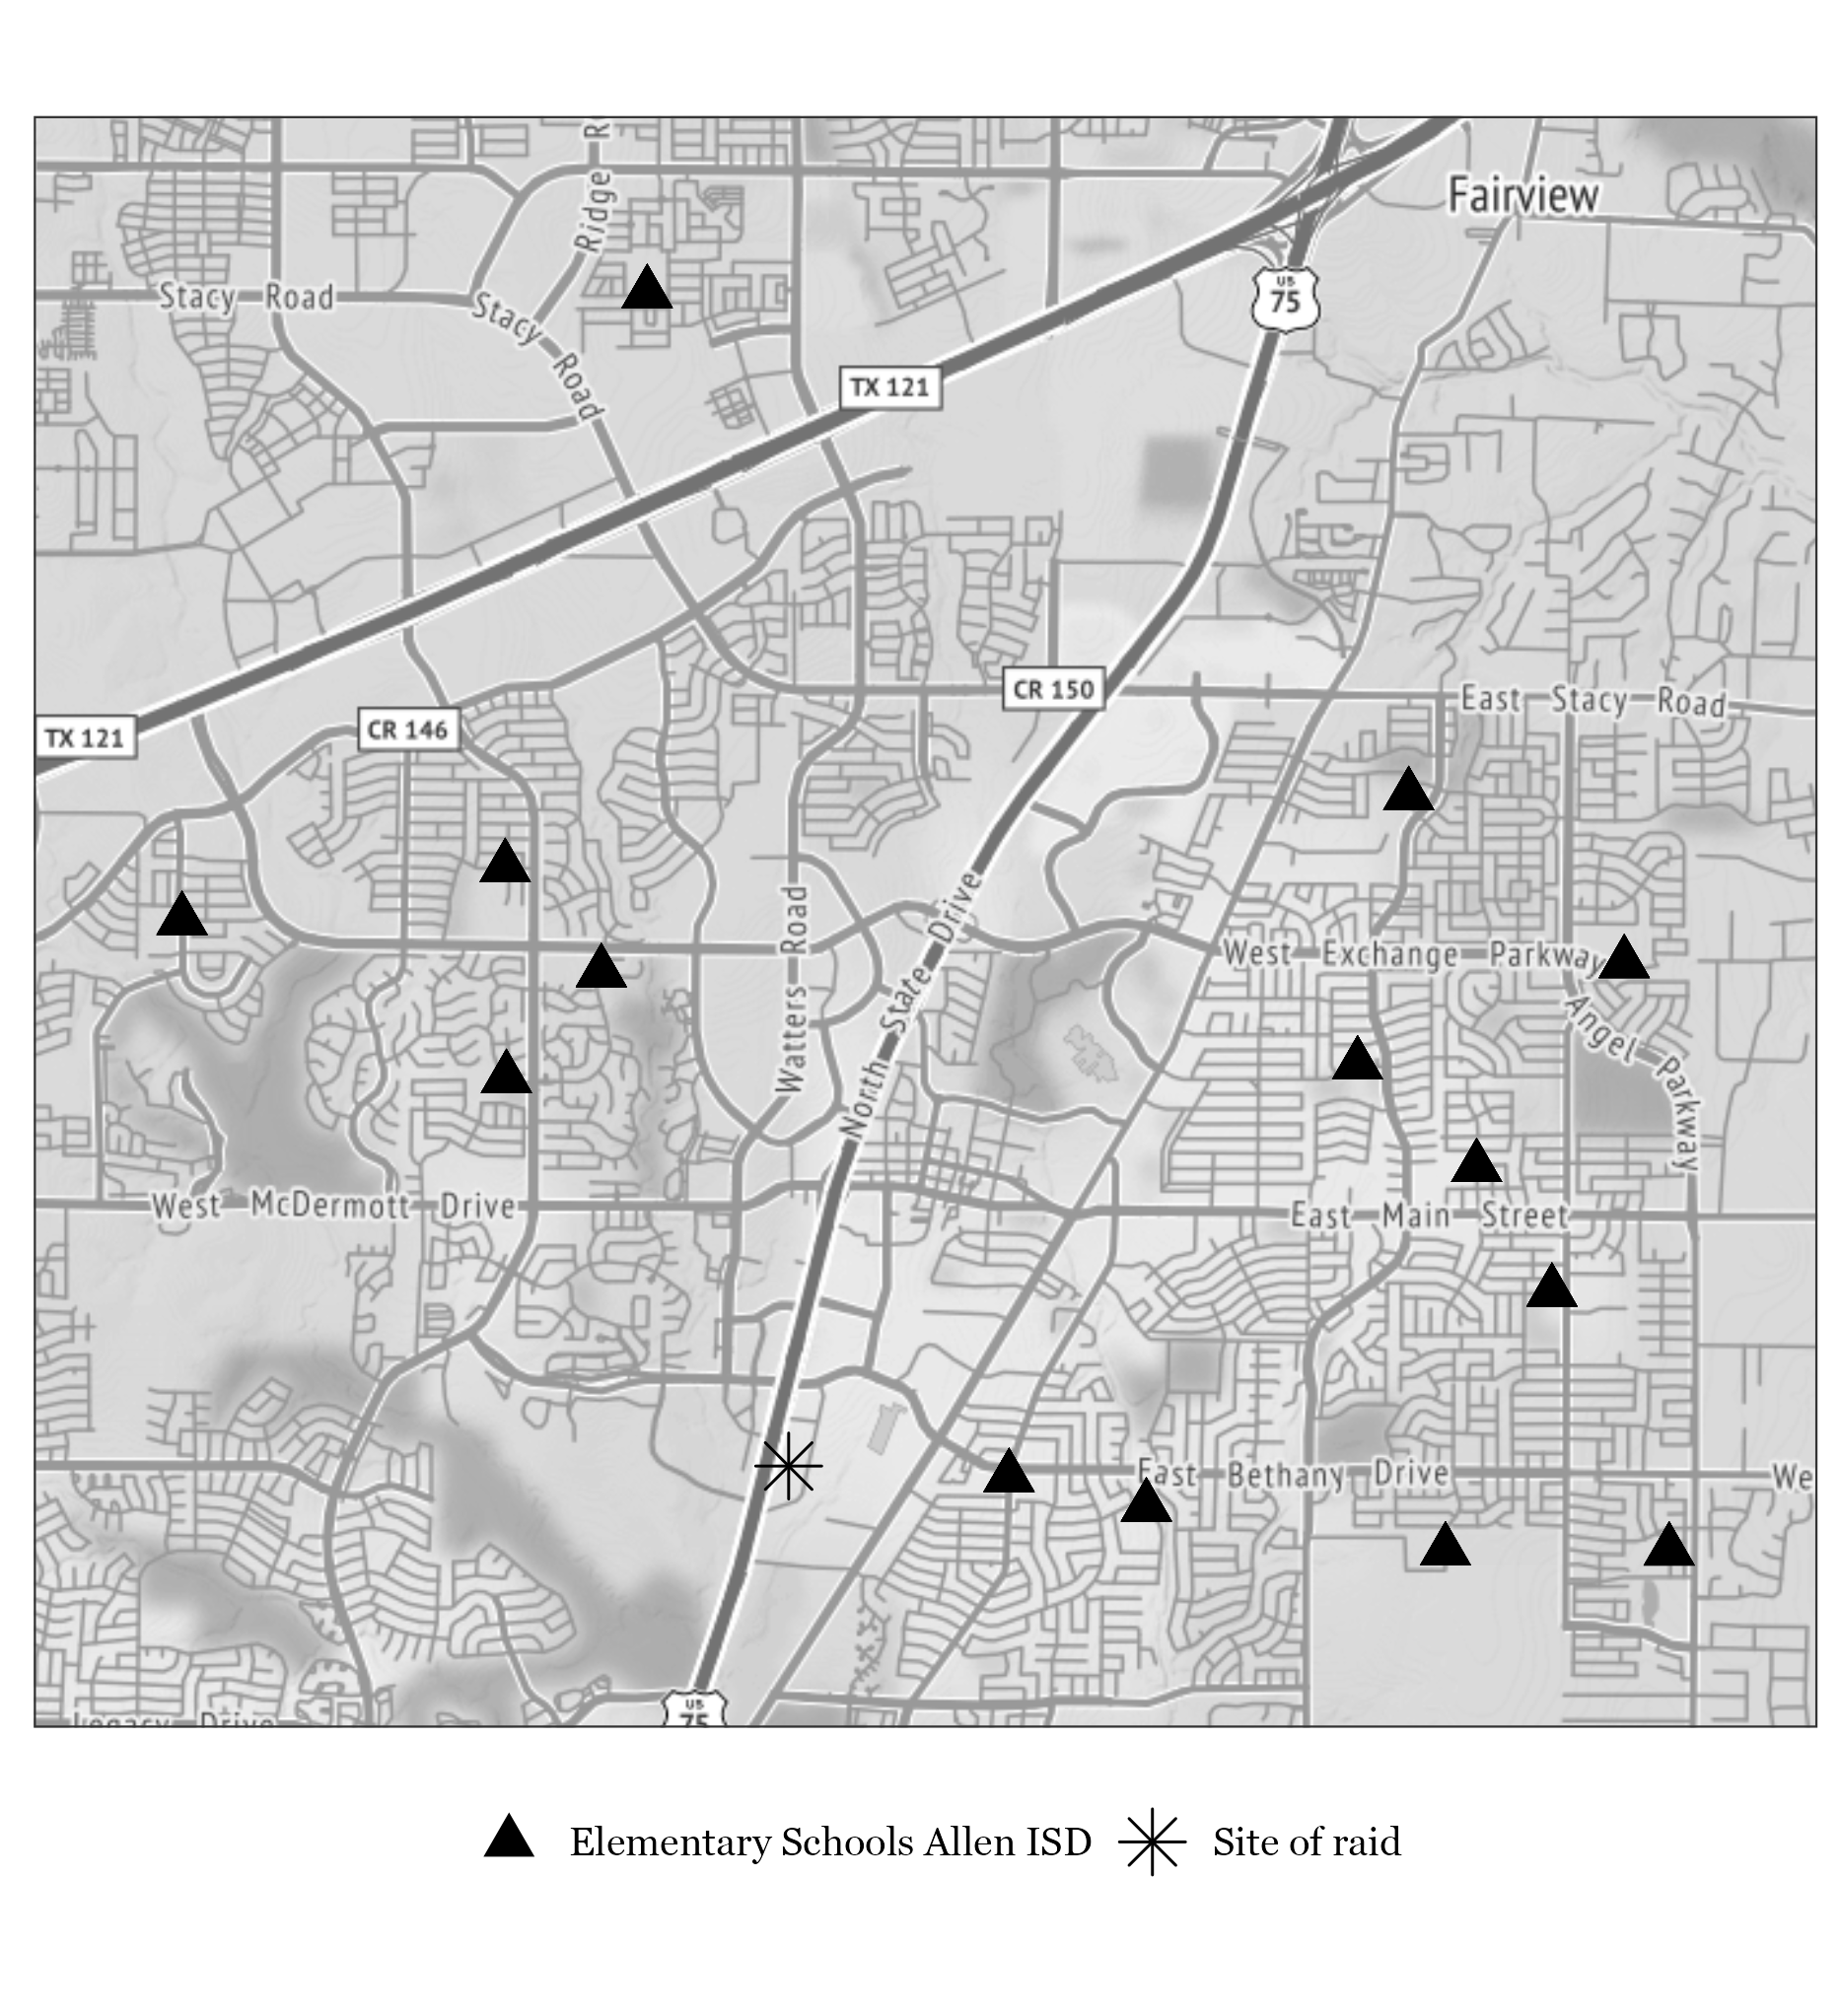 Ridge R
Fairview
US
75
Stacy Road
Stacy Road
TX 121
CR 150
East Stacy Road
CR 146
TX 121
Watters Road
North State Drive
West Exchange Parkway
Angel Parkway
West McDermott Drive
East Main Street
East Bethany Drive
We
US
75
Legacy Drive
Elementary Schools Allen ISD
Site of raid